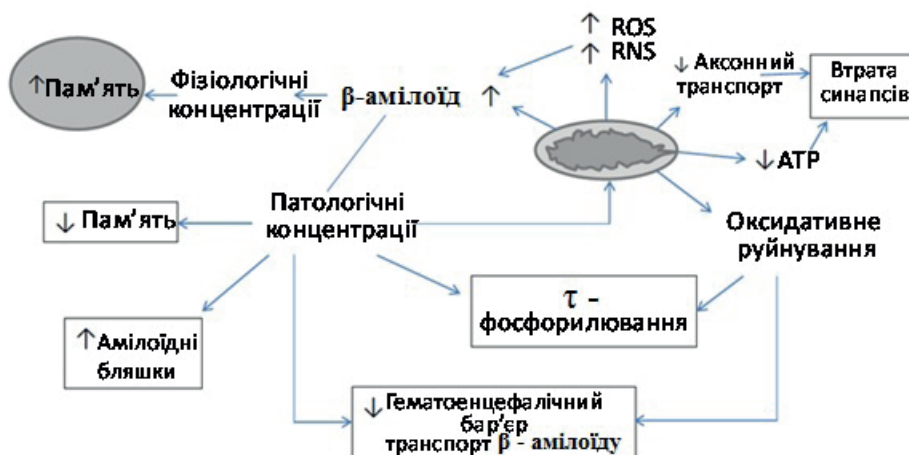 ↑ ROS
↑ RNS
↑Пам'ять
Фізіологічні
концентрації
β-амілоїд ↑
↓ Аксонний
транспорт
Втрата
синапсів
↓ АТР
↓ Пам'ять
Патологічні
концентрації
Оксидативне
руйнування
τ -
фосфорилювання
↑ Амілоїдні
бляшки
↓ Гематоенцефалічний
бар'єр
транспорт β - амілоїду